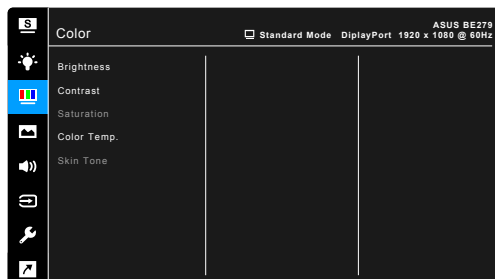 S
Color
ASUS BE279
Standard Mode DiplayPort 1920 x 1080 @ 60Hz
Brightness
Contrast
Saturation
Color Temp.
Skin Tone